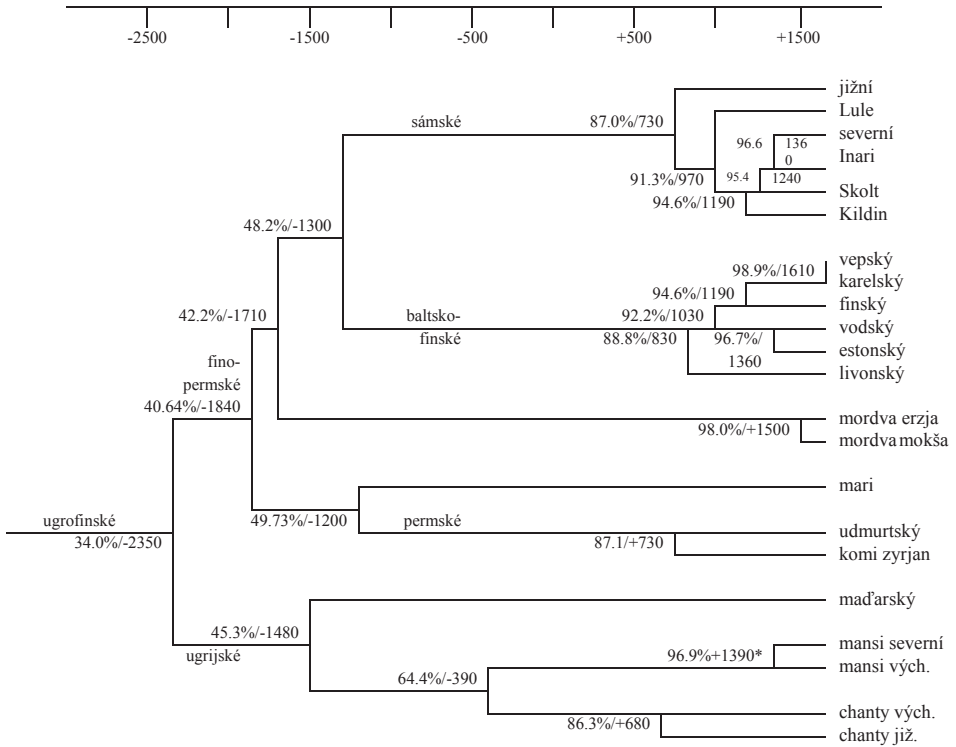 -2500 -1500 -500 +500 +1500
jižní
Lule
sámské 87.0%/730
severní
96.6 136
0
Inari
91.3%/970 95.4 1240
Skolt
94.6%/1190
Kildin
48.2%/-1300
vepský
98.9%/1610
karelský
94.6%/1190
finský
42.2%/-1710
baltsko- 92.2%/1030
vodský
finské 88.8%/830 96.7%/
estonský
1360
fino-
livonský
permské
40.64%/-1840
mordva erzja
98.0%/+1500
mordva mokša
mari
ugrofinské
49.73%/-1200 permské
udmurtský
34.0%/-2350
87.1/+730
komi zyrjan
maďarský
45.3%/-1480
mansi severní
ugrijské
96.9%+1390*
mansi vých.
64.4%/-390
chanty vých.
86.3%/+680
chanty již.